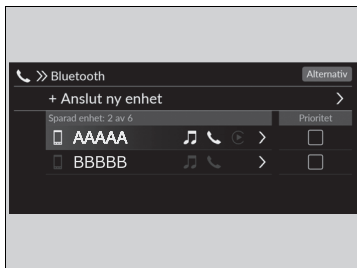 Bluetooth
Alternativ
+ Anslut ny enhet
Sparad enhet: 2 av 6
Prioritet
AAAAA
BBBBB